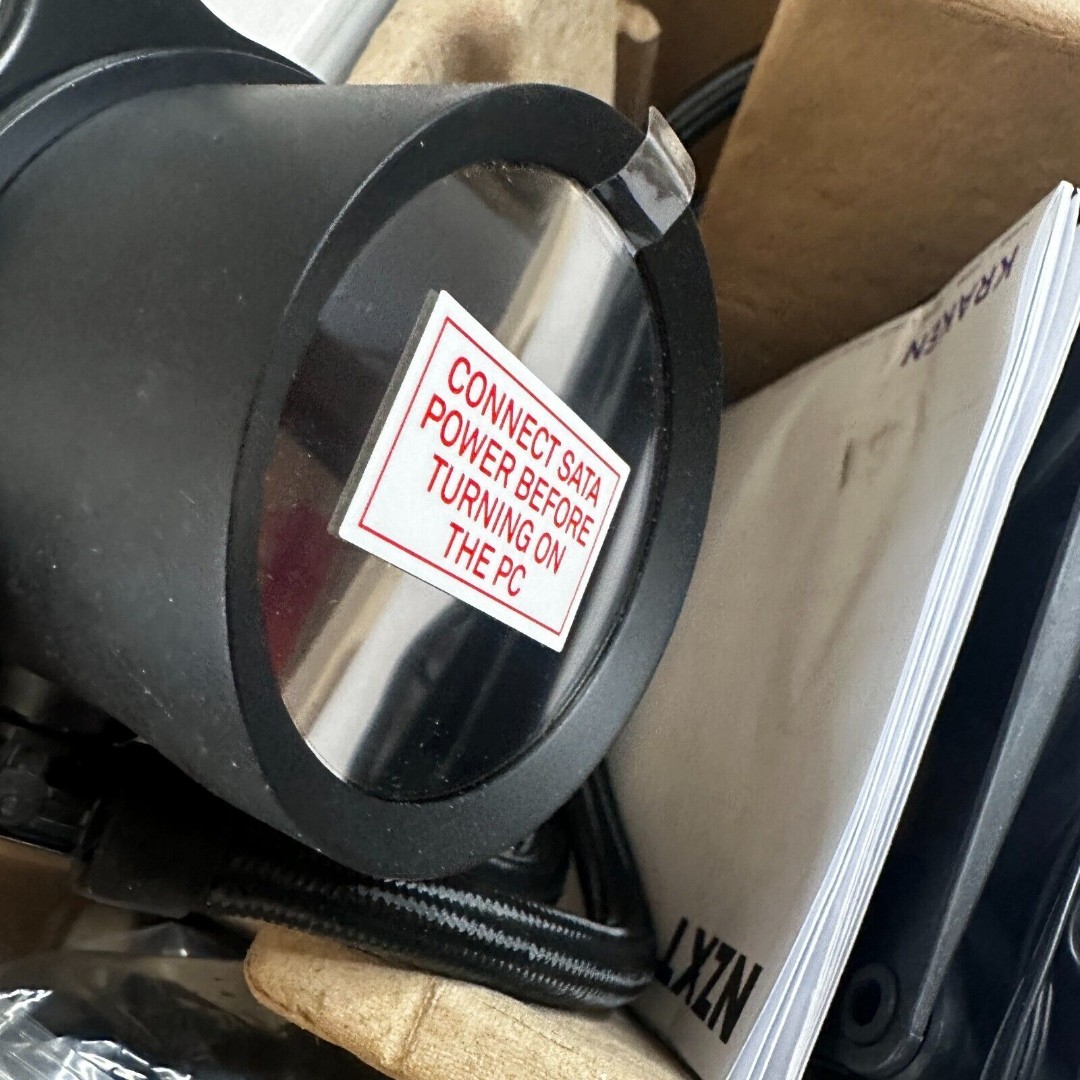 CONNECT SATA
POWER BEFORE
TURNING ON
THE PC
KRAKEN
NZXT